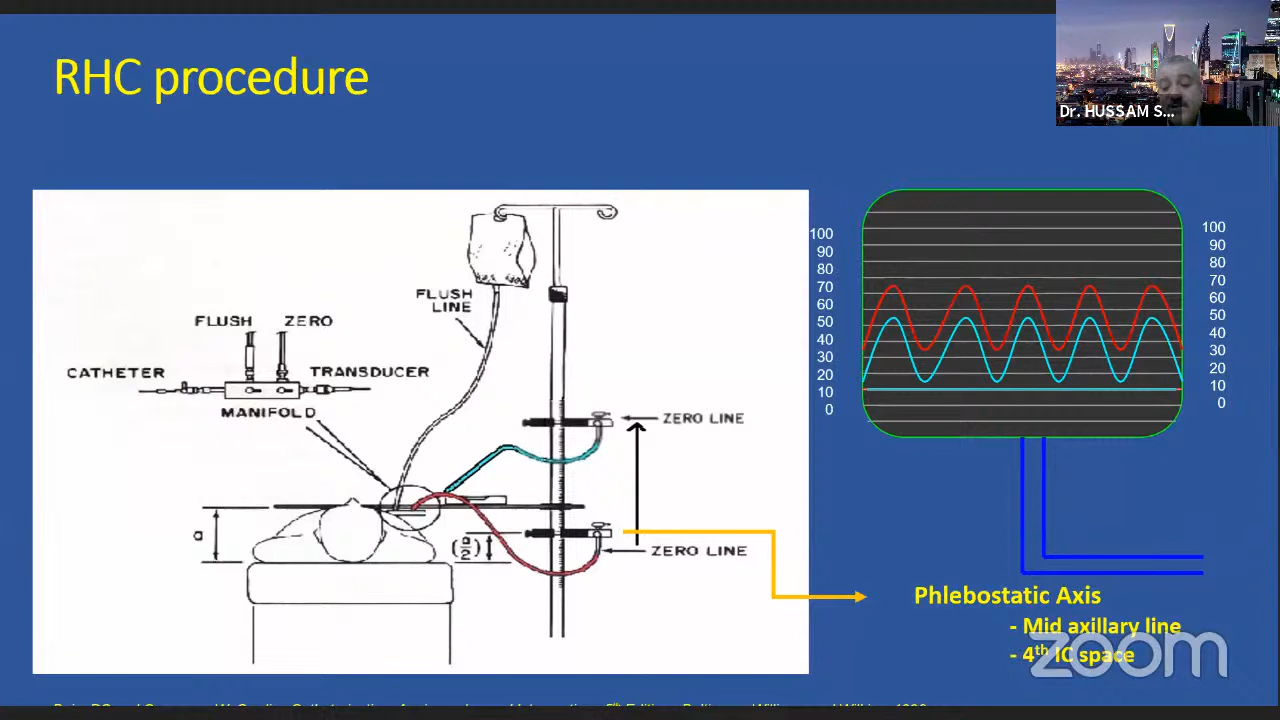 RHC procedure
Dr. HUSSAM S...
FLUSH
LINE
FLUSH ZERO
CATHETER
TRANSDUCER
MANIFOLD
ZERO LINE
a
(a/2)
ZERO LINE
100
90
80
70
60
50
40
30
20
10
0
100
90
80
70
60
50
40
30
20
10
0
Phlebostatic Axis
- Mid axillary line
- 4th IC space
zoom